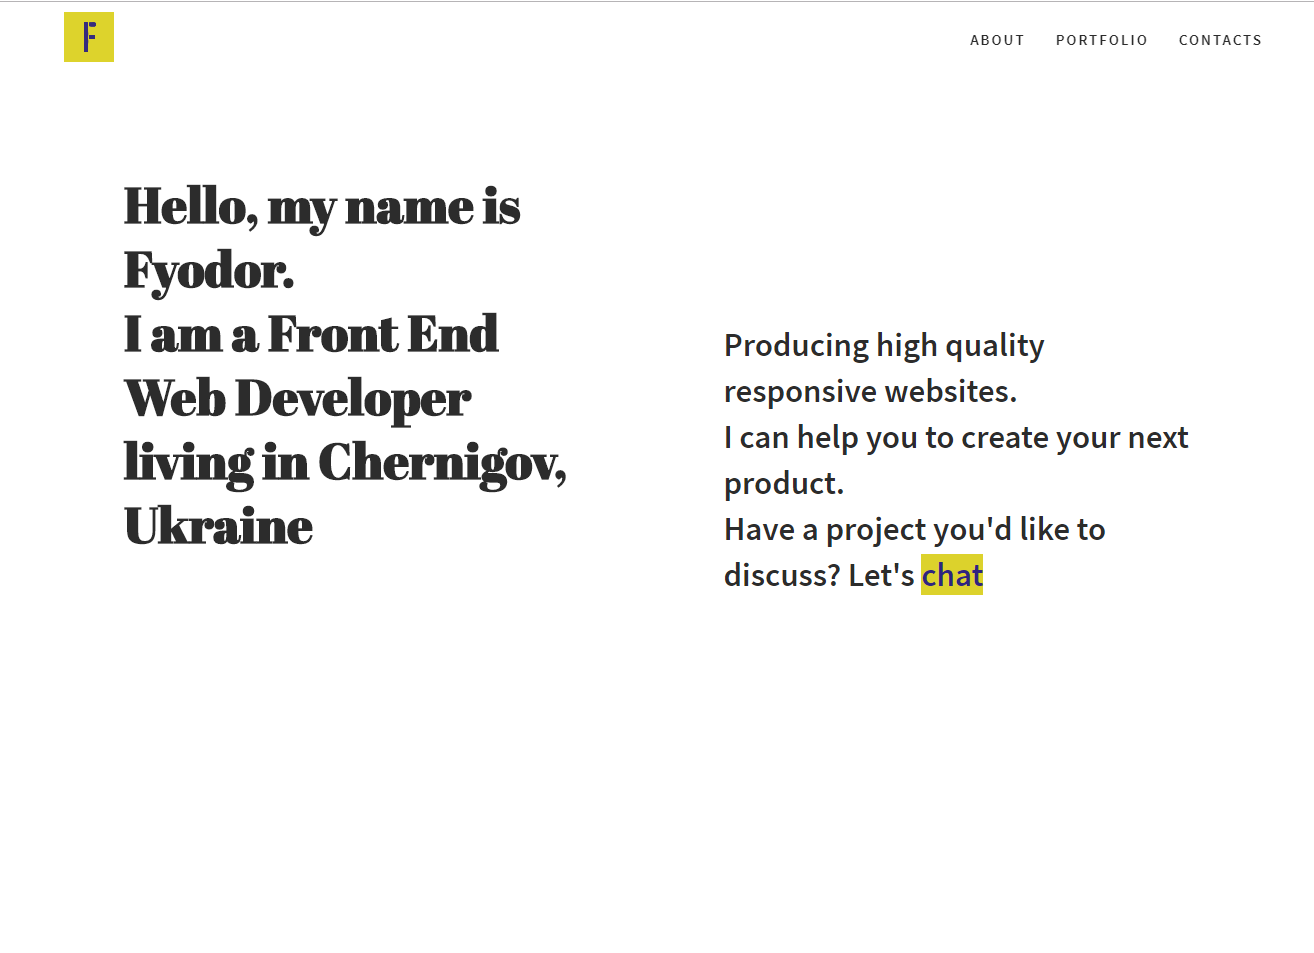 F
ABOUT PORTFOLIO CONTACTS
Hello, my name is
Fyodor.
I am a Front End
Web Developer
living in Chernigov,
Ukraine
Producing high quality
responsive websites.
I can help you to create your next
product.
Have a project you'd like to
discuss? Let's chat